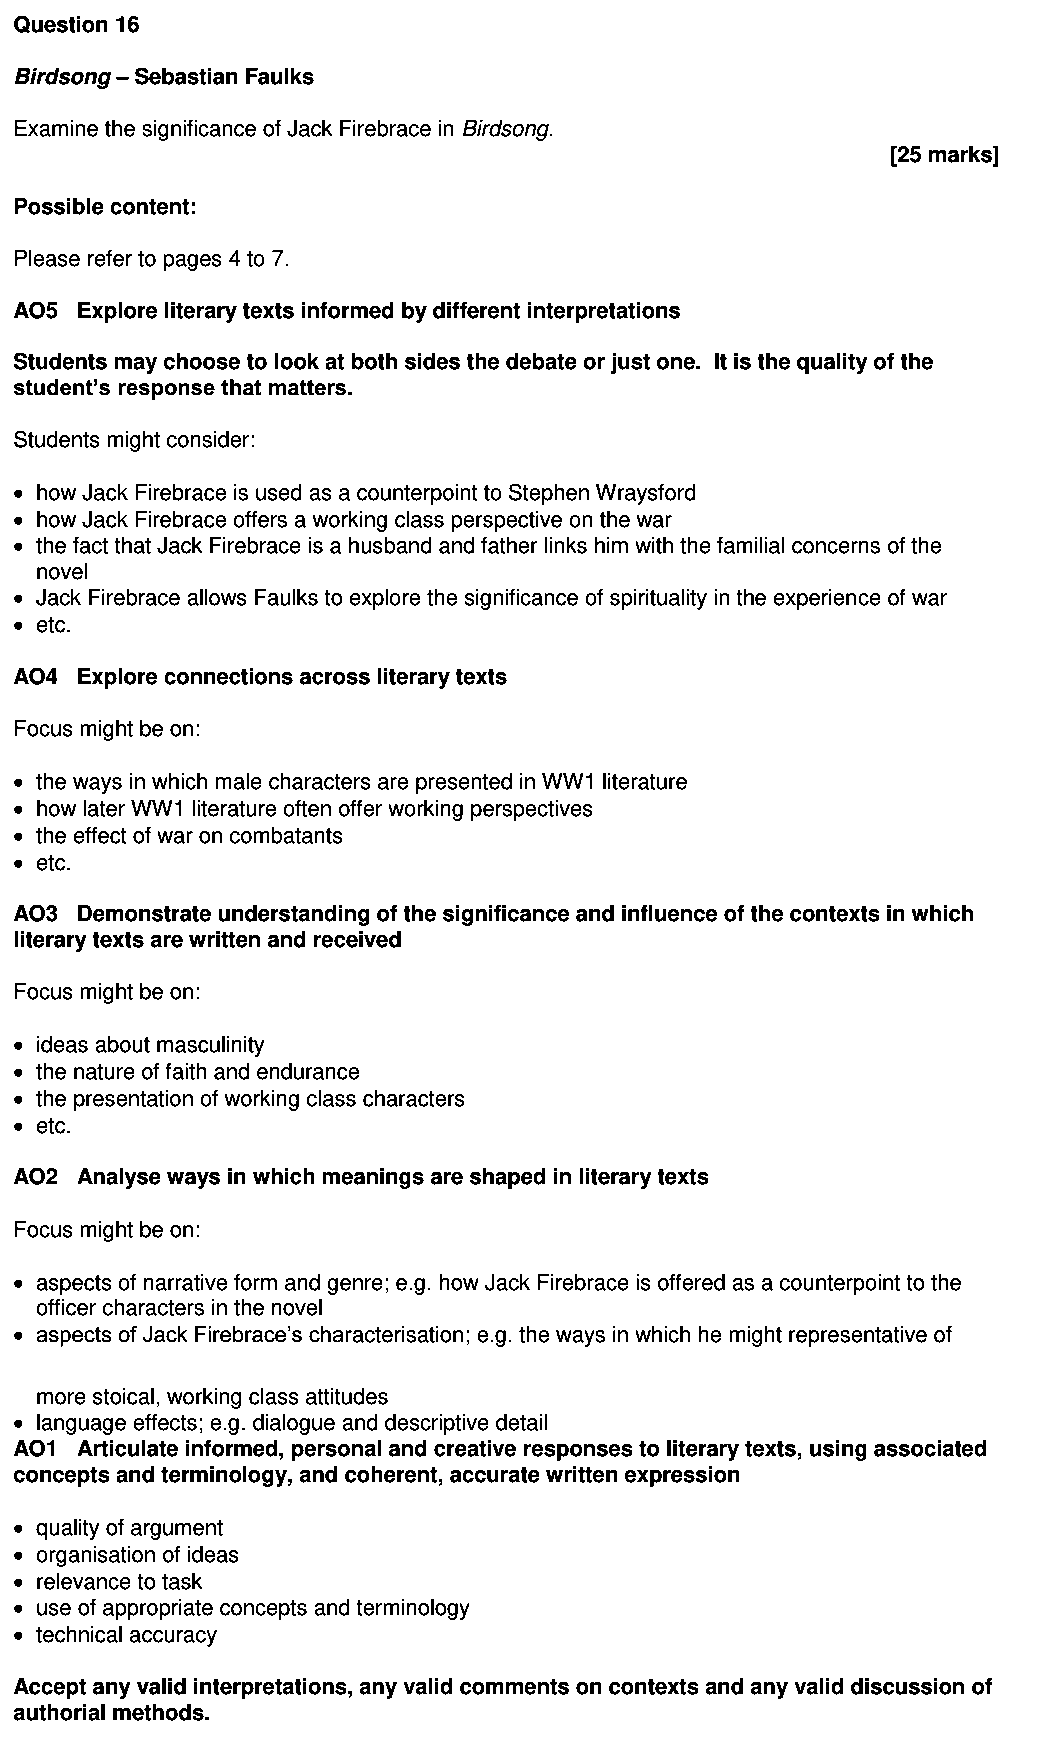 Question 16
Birdsong – Sebastian Faulks
Examine the significance of Jack Firebrace in Birdsong.
[25 marks]
Possible content:
Please refer to pages 4 to 7.
AO5 Explore literary texts informed by different interpretations
Students may choose to look at both sides the debate or just one. It is the quality of the
student's response that matters.
Students might consider:
• how Jack Firebrace is used as a counterpoint to Stephen Wraysford
• how Jack Firebrace offers a working class perspective on the war
• the fact that Jack Firebrace is a husband and father links him with the familial concerns of the
novel
• Jack Firebrace allows Faulks to explore the significance of spirituality in the experience of war
• etc.
AO4 Explore connections across literary texts
Focus might be on:
• the ways in which male characters are presented in WW1 literature
• how later WW1 literature often offer working perspectives
• the effect of war on combatants
• etc.
AO3 Demonstrate understanding of the significance and influence of the contexts in which
literary texts are written and received
Focus might be on:
• ideas about masculinity
• the nature of faith and endurance
• the presentation of working class characters
• etc.
AO2 Analyse ways in which meanings are shaped in literary texts
Focus might be on:
• aspects of narrative form and genre; e.g. how Jack Firebrace is offered as a counterpoint to the
officer characters in the novel
• aspects of Jack Firebrace's characterisation; e.g. the ways in which he might representative of
more stoical, working class attitudes
• language effects; e.g. dialogue and descriptive detail
AO1 Articulate informed, personal and creative responses to literary texts, using associated
concepts and terminology, and coherent, accurate written expression
• quality of argument
• organisation of ideas
• relevance to task
• use of appropriate concepts and terminology
• technical accuracy
Accept any valid interpretations, any valid comments on contexts and any valid discussion of
authorial methods.